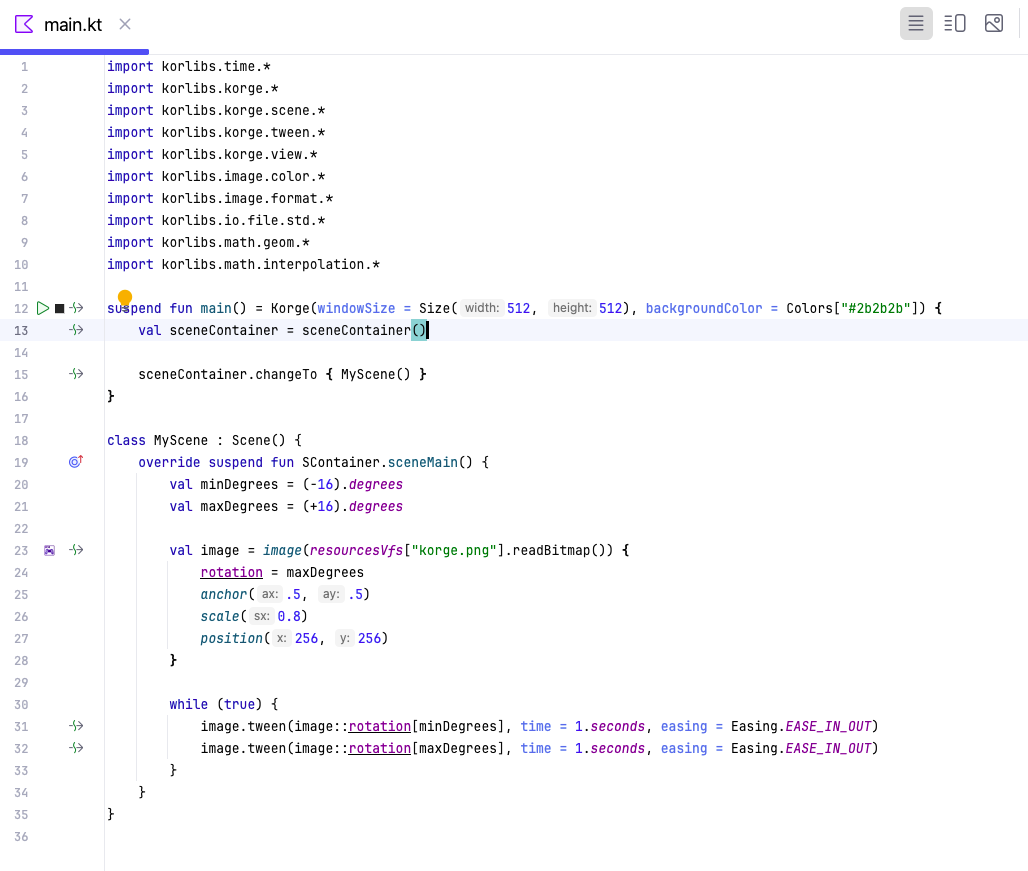 main.kt
1 import korlibs.time.*
2 import korlibs.korge.*
3 import korlibs.korge.scene.*
4 import korlibs.korge.tween.*
5 import korlibs.korge.view.*
6 import korlibs.image.color.*
7 import korlibs.image.format.*
8 import korlibs.io.file.std.*
9 import korlibs.math.geom.*
10 import korlibs.math.interpolation.*
11
12 suspend fun main() = Korge(windowSize = Size( width: 512, height: 512), backgroundColor = Colors["#2b2b2b"]) {
13     val sceneContainer = sceneContainer()
14
15     sceneContainer.changeTo { MyScene() }
16 }
17
18 class MyScene : Scene() {
19     override suspend fun SContainer.sceneMain() {
20         val minDegrees = (-16).degrees
21         val maxDegrees = (+16).degrees
22
23         val image = image(resourcesVfs["korge.png"].readBitmap()) {
24             rotation = maxDegrees
25             anchor( ax: .5, ay: .5)
26             scale( sx: 0.8)
27             position( x: 256, y: 256)
28         }
29
30         while (true) {
31             image.tween(image::rotation[minDegrees], time = 1.seconds, easing = Easing.EASE_IN_OUT)
32             image.tween(image::rotation[maxDegrees], time = 1.seconds, easing = Easing.EASE_IN_OUT)
33         }
34     }
35 }
36